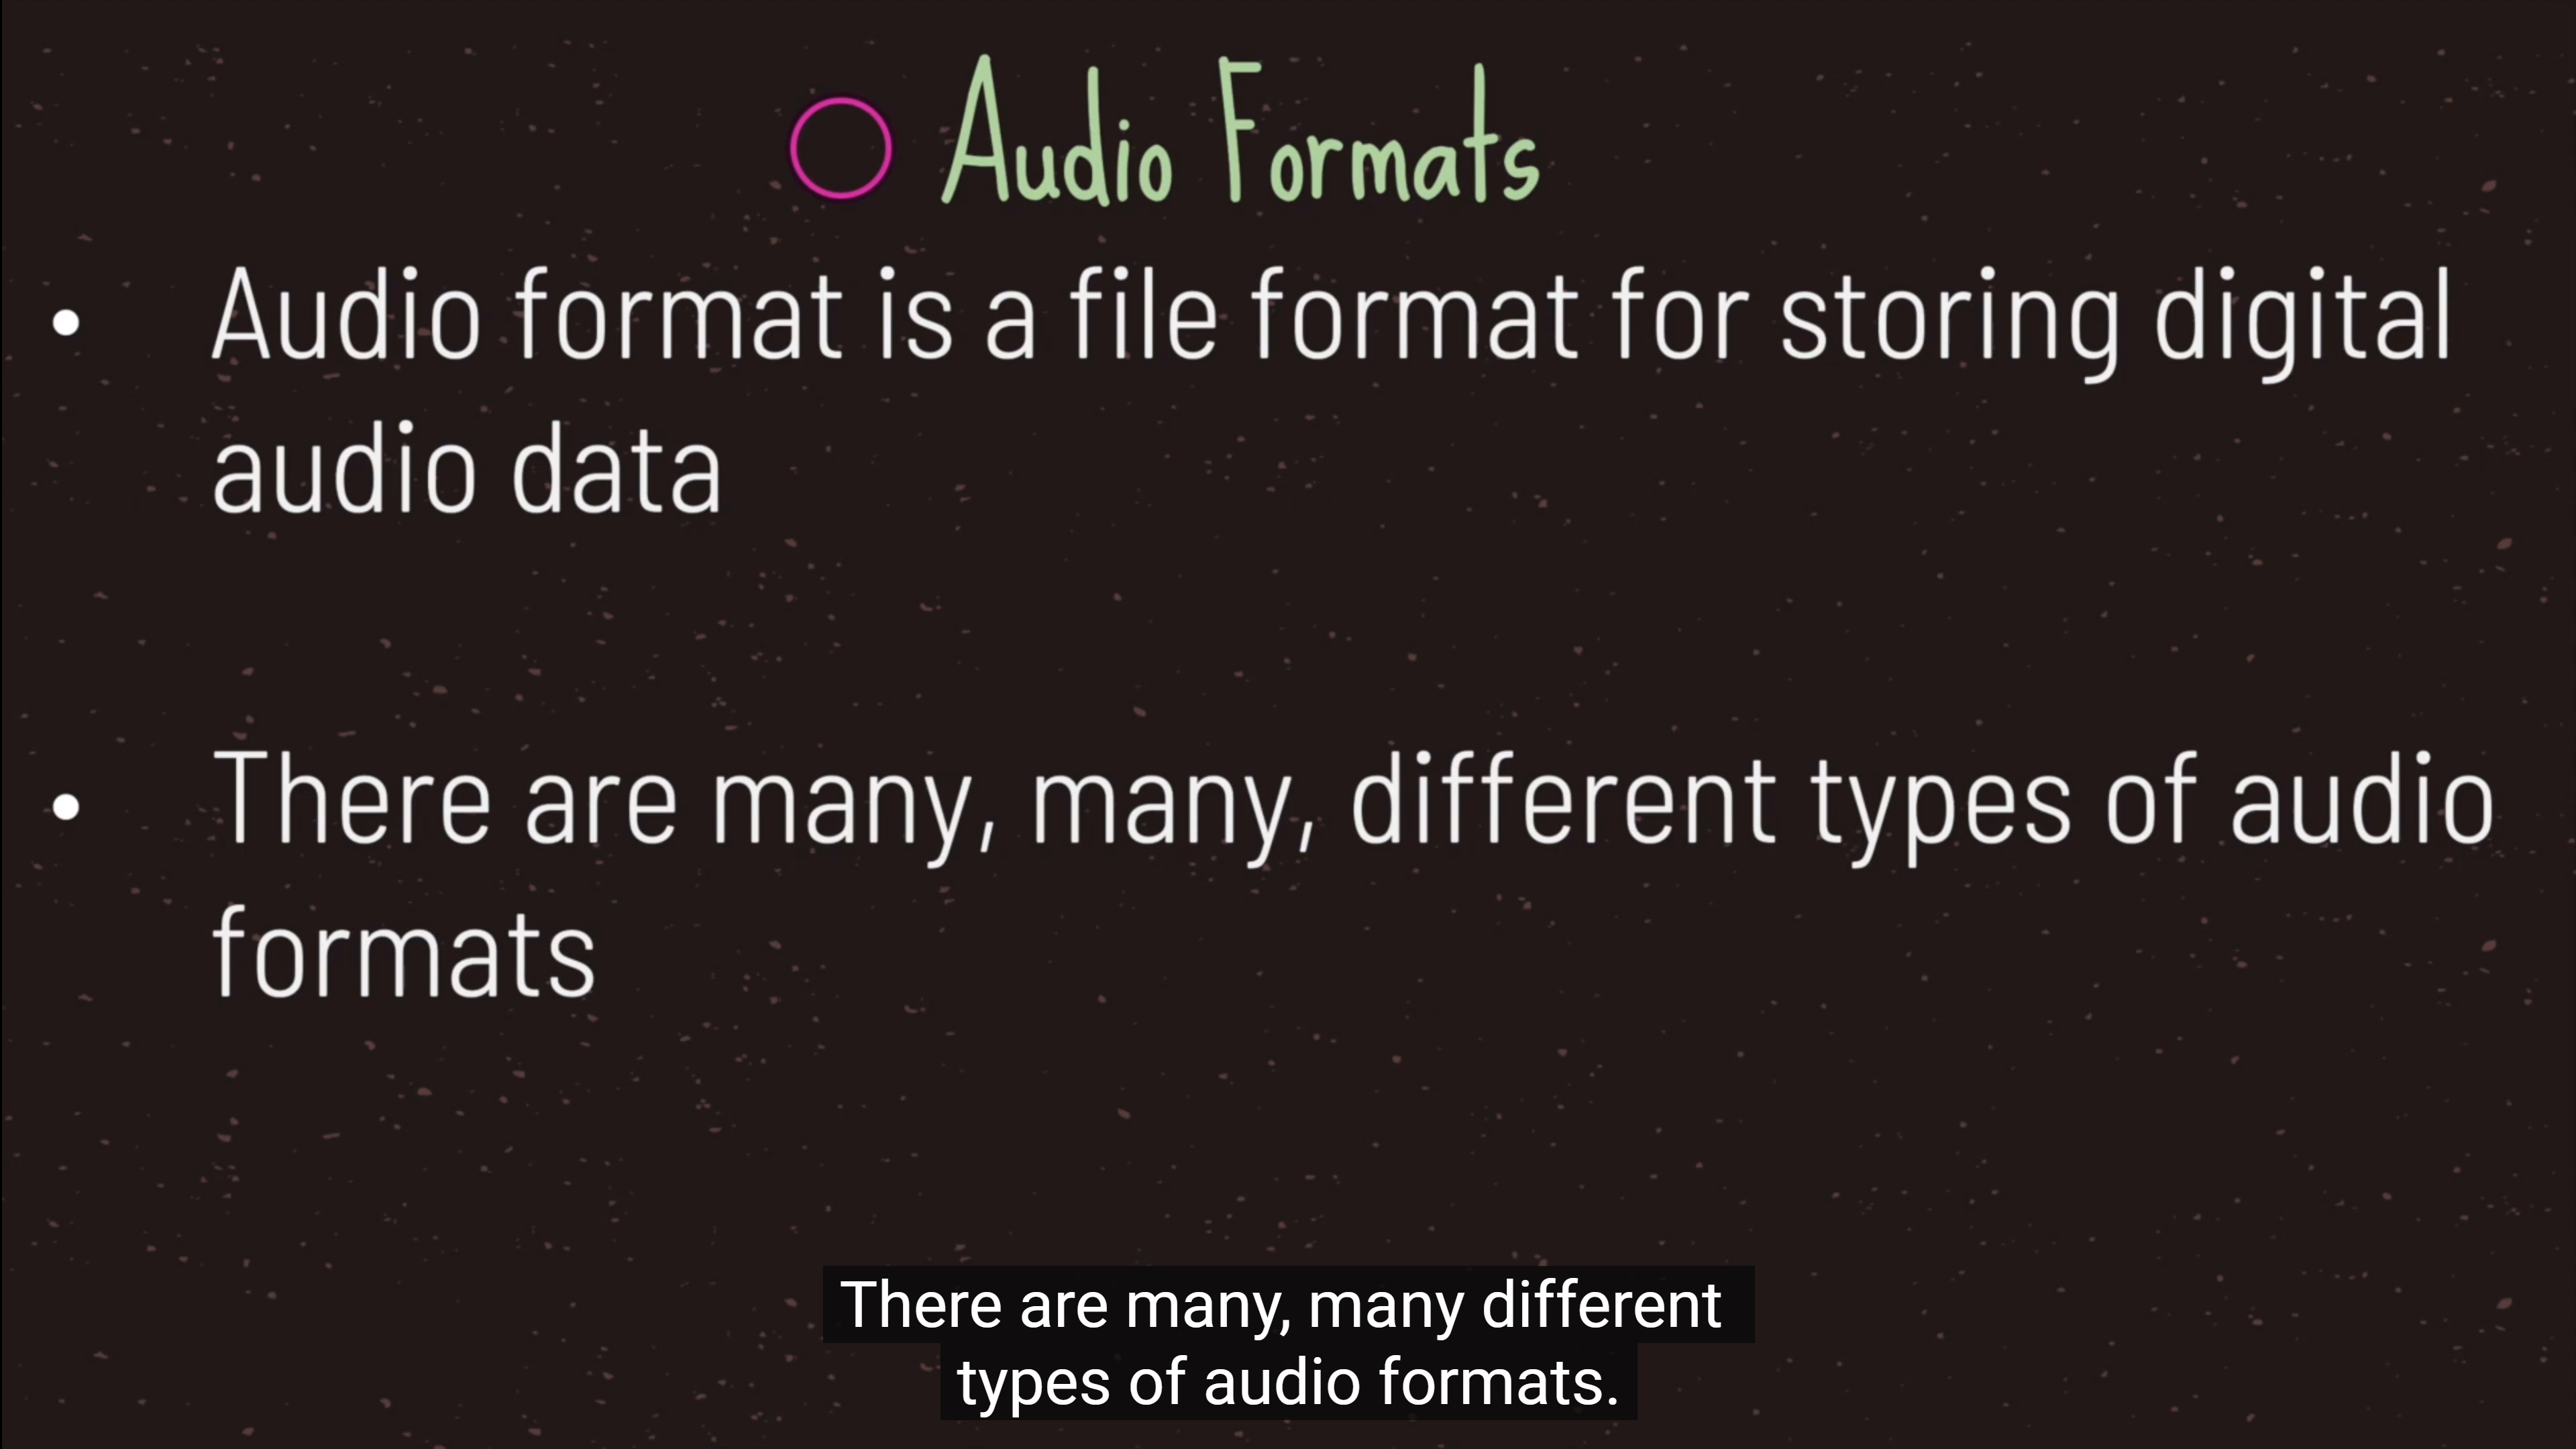 Audio Formats
• Audio format is a file format for storing digital
audio data
• There are many, many, different types of audio
formats
There are many, many different
types of audio formats.